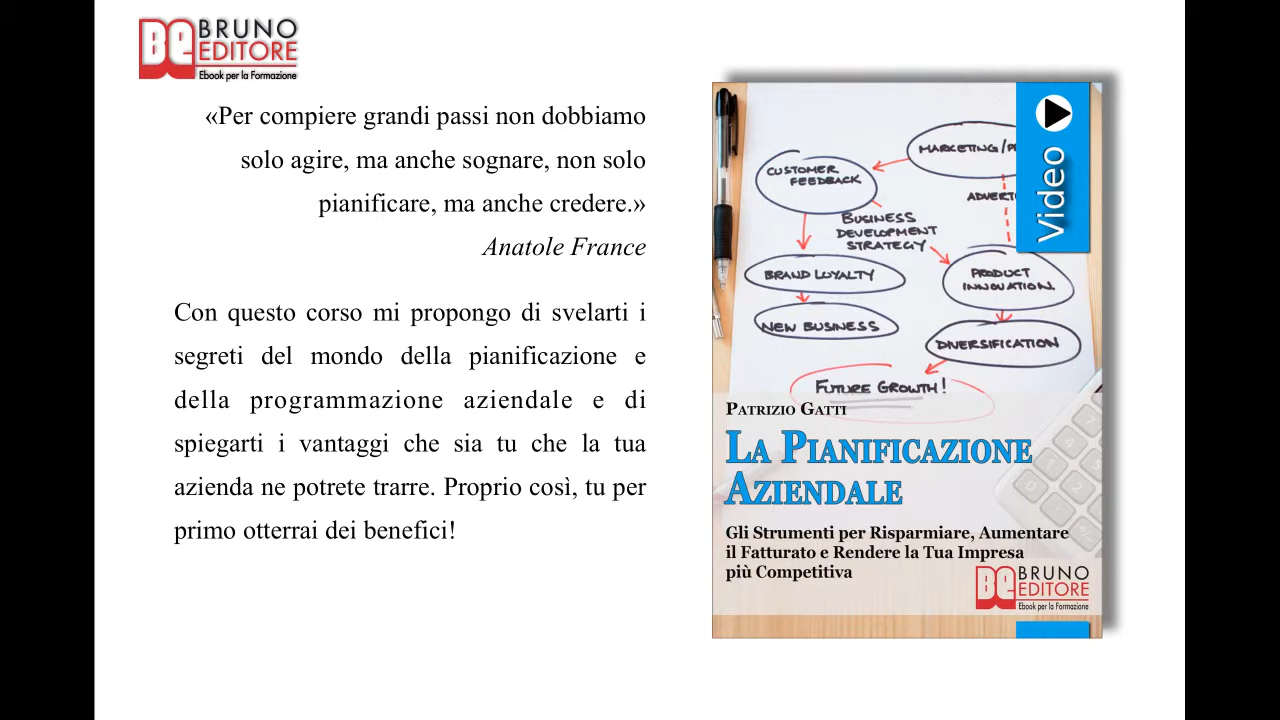 BRUNO
EDITORE
Ebook per la Formazione
«Per compiere grandi passi non dobbiamo
solo agire, ma anche sognare, non solo
pianificare, ma anche credere.»
Anatole France
Con questo corso mi propongo di svelarti i
segreti del mondo della pianificazione e
della programmazione aziendale e di
spiegarti i vantaggi che sia tu che la tua
azienda ne potrete trarre. Proprio così, tu per
primo otterrai dei benefici!
Video
MARKETING/
CUSTOMER
FEEDBACK
BUSINESS
DEVELOPMENT
STRATEGY
BRAND LOYALTY
PRODUCT
INNOVATION
NEW BUSINESS
DIVERSIFICATION
FUTURE GROWTH!
PATRIZIO GATTI
LA PIANIFICAZIONE
AZIENDALE
Gli Strumenti per Risparmiare, Aumentare
il Fatturato e Rendere la Tua Impresa
più Competitiva
BRUNO
EDITORE
Ebook per la Formazione